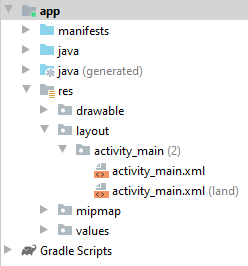 app
manifests
java
java (generated)
res
drawable
layout
activity_main (2)
activity_main.xml
activity_main.xml (land)
mipmap
values
Gradle Scripts